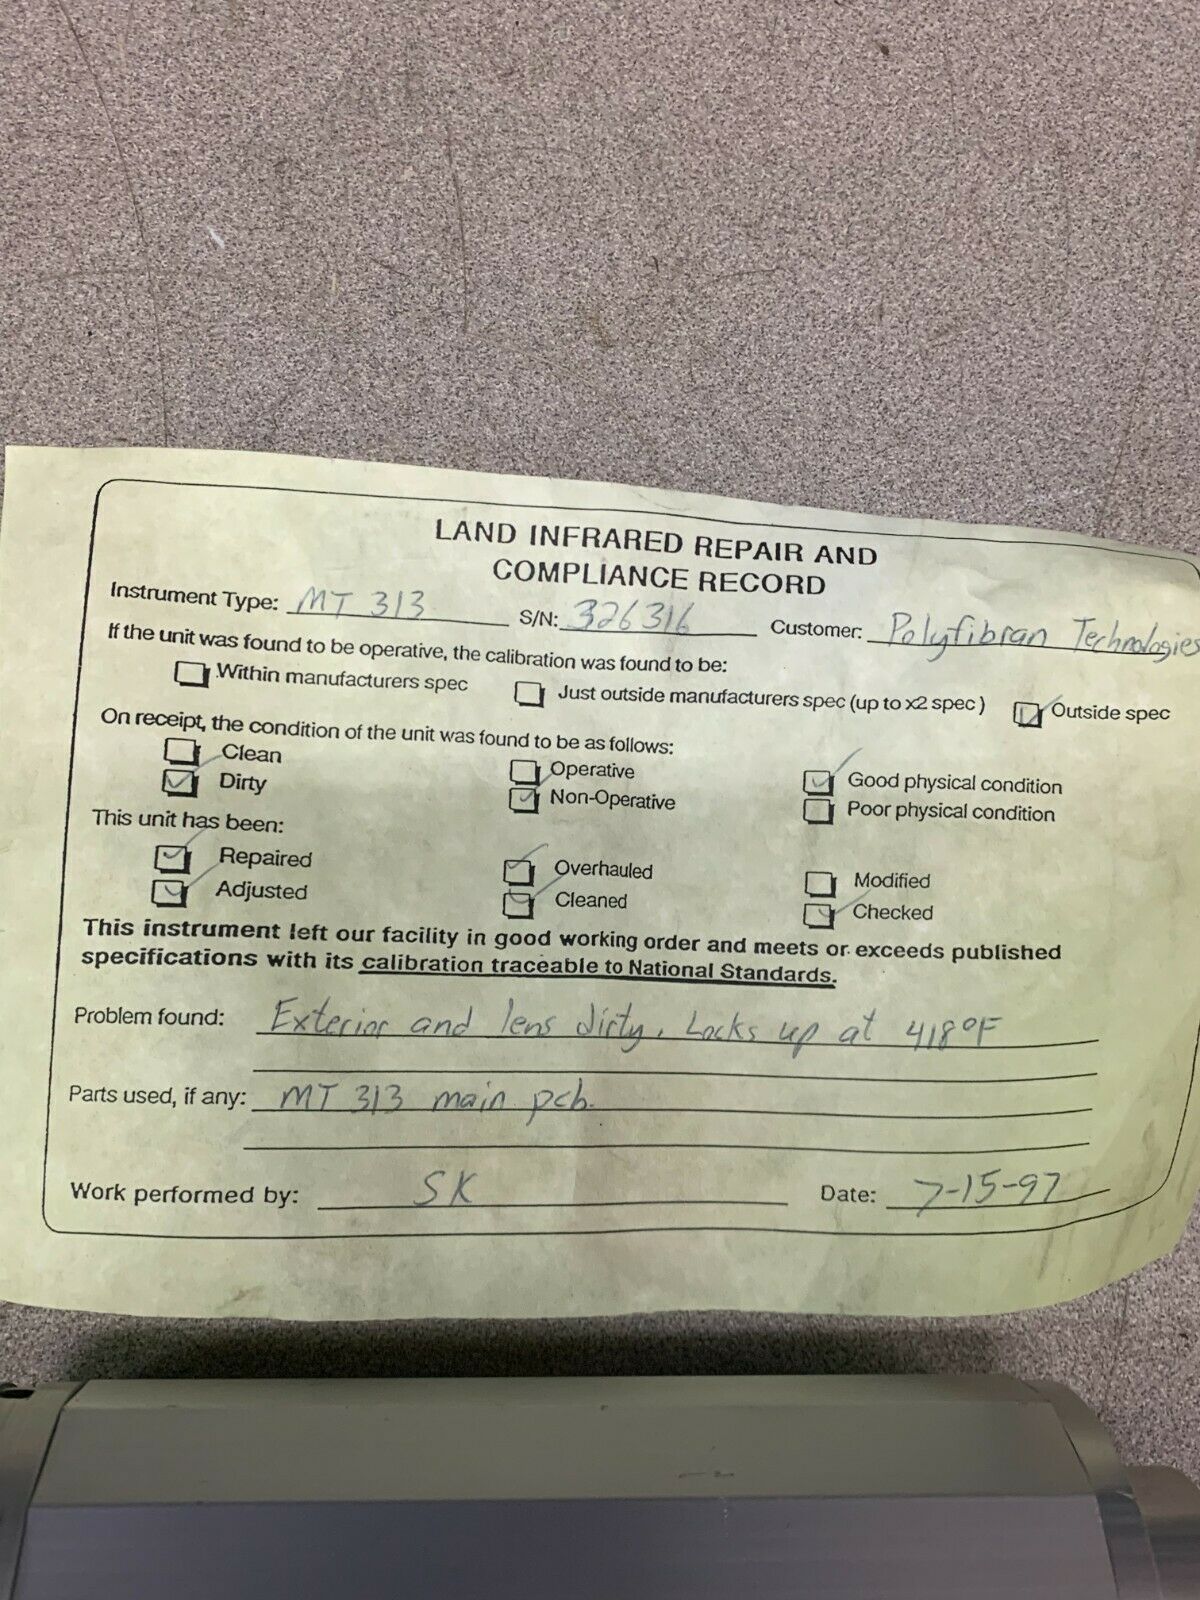 LAND INFRARED REPAIR AND
COMPLIANCE RECORD
Instrument Type: MT 313 S/N: 326316 Customer: Polyfibran Technologies
If the unit was found to be operative, the calibration was found to be:
Within manufacturers spec Just outside manufacturers spec (up to x2 spec) Outside spec
On receipt, the condition of the unit was found to be as follows:
Clean Operative Good physical condition
Dirty Non-Operative Poor physical condition
This unit has been:
Repaired Overhauled Modified
Adjusted Cleaned Checked
This instrument left our facility in good working order and meets or exceeds published
specifications with its calibration traceable to National Standards.
Problem found: Exterior and lens dirty. Locks up at 418°F
Parts used, if any: MT 313 main pcb.
Work performed by: SK Date: 7-15-97